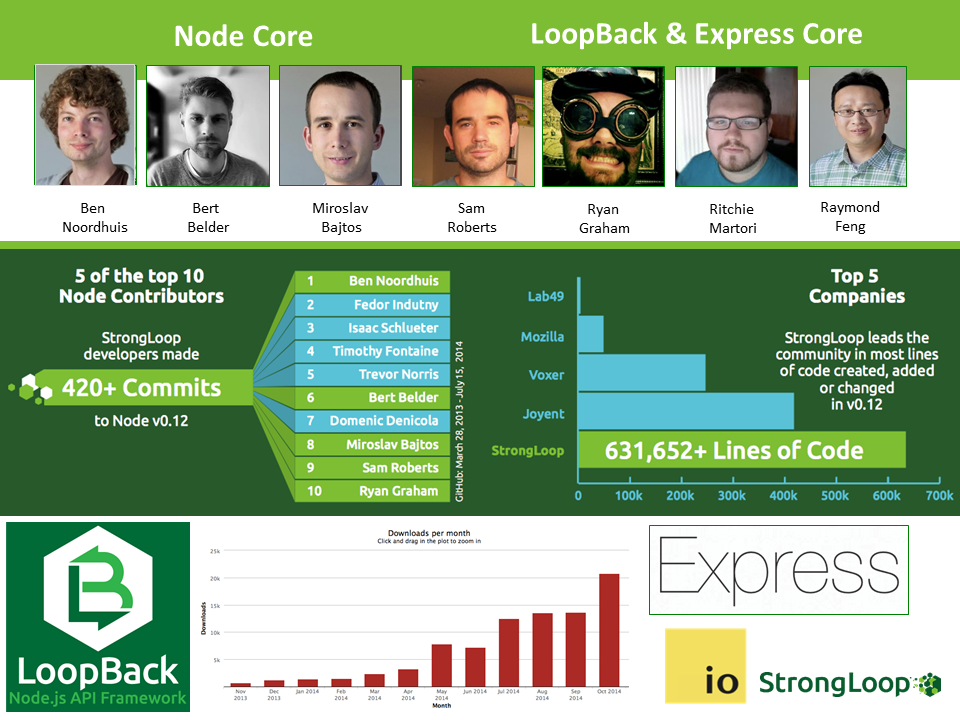 Node Core
LoopBack & Express Core
Ben
Noordhuis
Bert
Belder
Miroslav
Bajtos
Sam
Roberts
Ryan
Graham
Ritchie
Martori
Raymond
Feng
5 of the top 10
Node Contributors
StrongLoop
developers made
420+ Commits
to Node v0.12
1 Ben Noordhuis
2 Fedor Indutny
3 Isaac Schlueter
4 Timothy Fontaine
5 Trevor Norris
6 Bert Belder
7 Domenic Denicola
8 Miroslav Bajtos
9 Sam Roberts
10 Ryan Graham
GitHub: March 28, 2013 - July 15, 2014
Lab49
Mozilla
Voxer
Joyent
StrongLoop
631,652+ Lines of Code
0 100k 200k 300k 400k 500k 600k 700k
Top 5
Companies
StrongLoop leads the
community in most lines
of code created, added
or changed
in v0.12
LoopBack
Node.js API Framework
Downloads per month
Click and drag in the plot to zoom in
Downloads
25k
20k
15k
10k
5k
Nov
2013
Dec
2013
Jan 2014
Feb
2014
Mar
2014
Apr
2014
May
2014
Jun 2014
Jul 2014
Aug
2014
Sep
2014
Oct 2014
Month
Express
io
StrongLoop